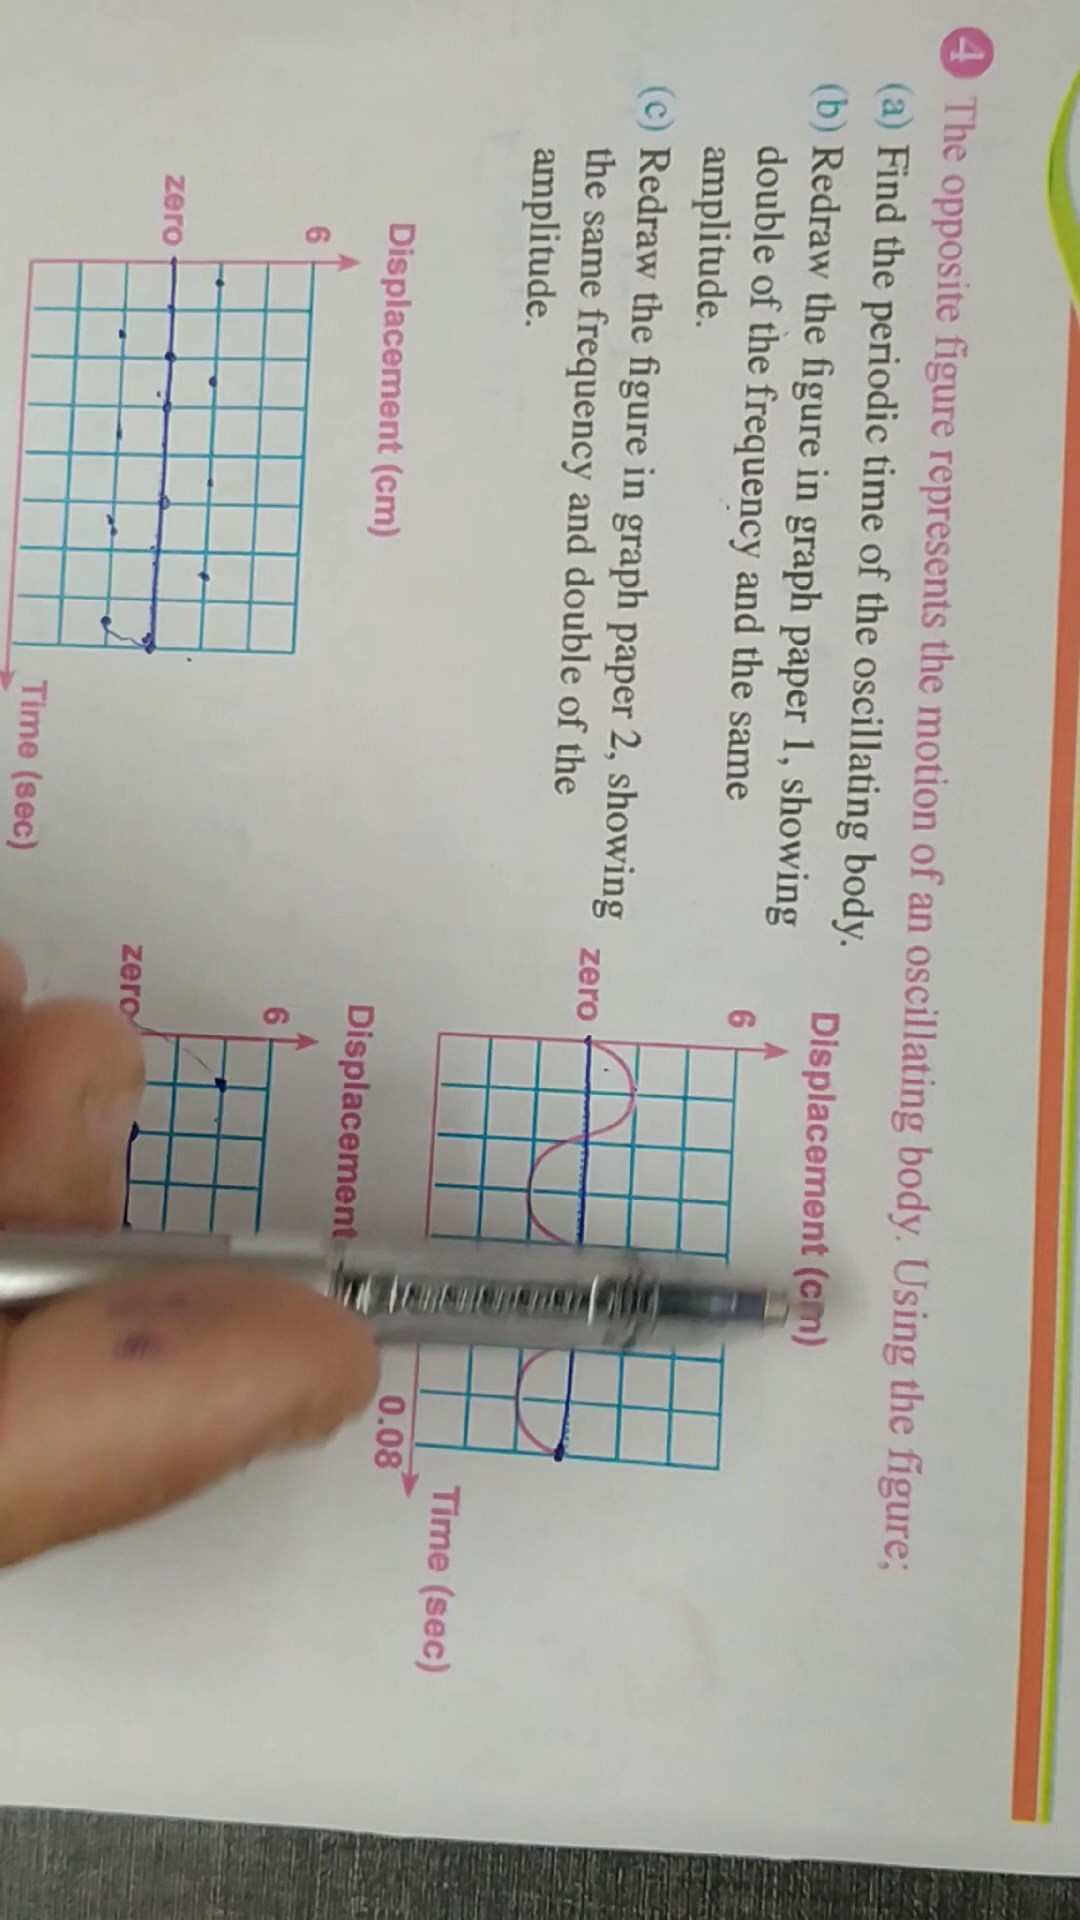 4 The opposite figure represents the motion of an oscillating body. Using the figure;
(a) Find the periodic time of the oscillating body.
(b) Redraw the figure in graph paper 1, showing
double of the frequency and the same
amplitude.
(c) Redraw the figure in graph paper 2, showing
the same frequency and double of the
amplitude.
Displacement (cm)
6
zero
0.08
Time (sec)
Displacement (cm)
6
zero
Time (sec)
Displacement
6
zero